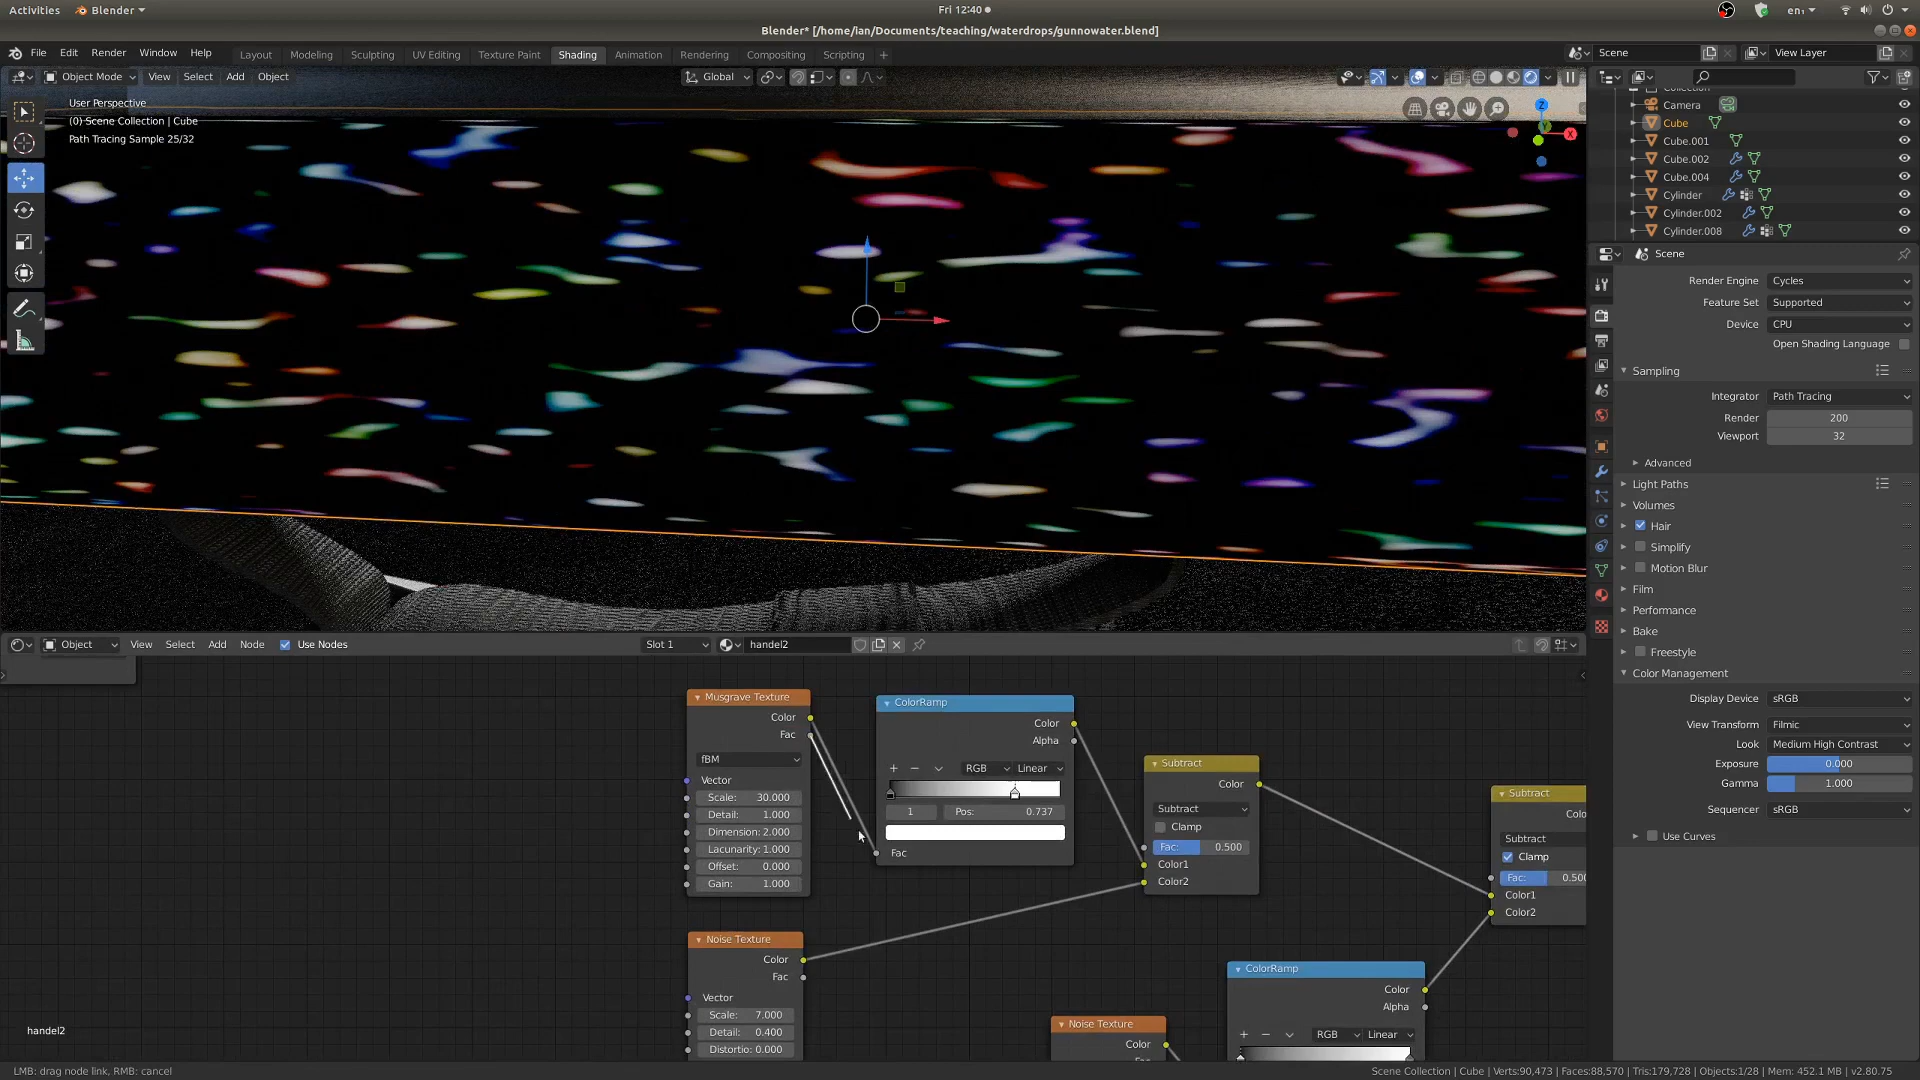 Activities Blender Fri 12:40 en₁
Blender* [/home/ian/Documents/teaching/waterdrops/gunnowater.blend]
File Edit Render Window Help Layout Modeling Sculpting UV Editing Texture Paint Shading Animation Rendering Compositing Scripting + Scene View Layer
Object Mode View Select Add Object Global
User Perspective
(0) Scene Collection | Cube
Path Tracing Sample 25/32
Z
Y
X
Collection
Camera
Cube
Cube.001
Cube.002
Cube.004
Cylinder
Cylinder.002
Cylinder.008
Scene
Render Engine Cycles
Feature Set Supported
Device CPU
Open Shading Language
Sampling
Integrator Path Tracing
Render 200
Viewport 32
Advanced
Light Paths
Volumes
Hair
Simplify
Motion Blur
Film
Performance
Bake
Freestyle
Color Management
Display Device sRGB
View Transform Filmic
Look Medium High Contrast
Exposure 0.000
Gamma 1.000
Sequencer sRGB
Use Curves
Object View Select Add Node Use Nodes Slot 1 handel2
Musgrave Texture
Color
Fac
fBM
Vector
Scale: 30.000
Detail: 1.000
Dimension: 2.000
Lacunarity: 1.000
Offset: 0.000
Gain: 1.000
ColorRamp
Color
Alpha
+ − RGB Linear
1 Pos: 0.737
Fac
Subtract
Color
Subtract
Clamp
Fac: 0.500
Color1
Color2
Subtract
Subtract
Clamp
Color1
Color2
Noise Texture
Color
Fac
Vector
Scale: 7.000
Detail: 0.400
Distortio: 0.000
Noise Texture
Color
ColorRamp
Color
Alpha
+ − RGB Linear
handel2
LMB: drag node link, RMB: cancel
Scene Collection | Cube | Verts:90,473 | Faces:88,570 | Tris:179,728 | Objects:1/28 | Mem: 452.1 MB | v2.80.75